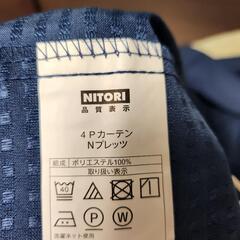 NITORI
品質表示
4Pカーテン
Nプレッツ
組成 ポリエステル100%
取り扱い表示
40
P W
洗濯ネット使用